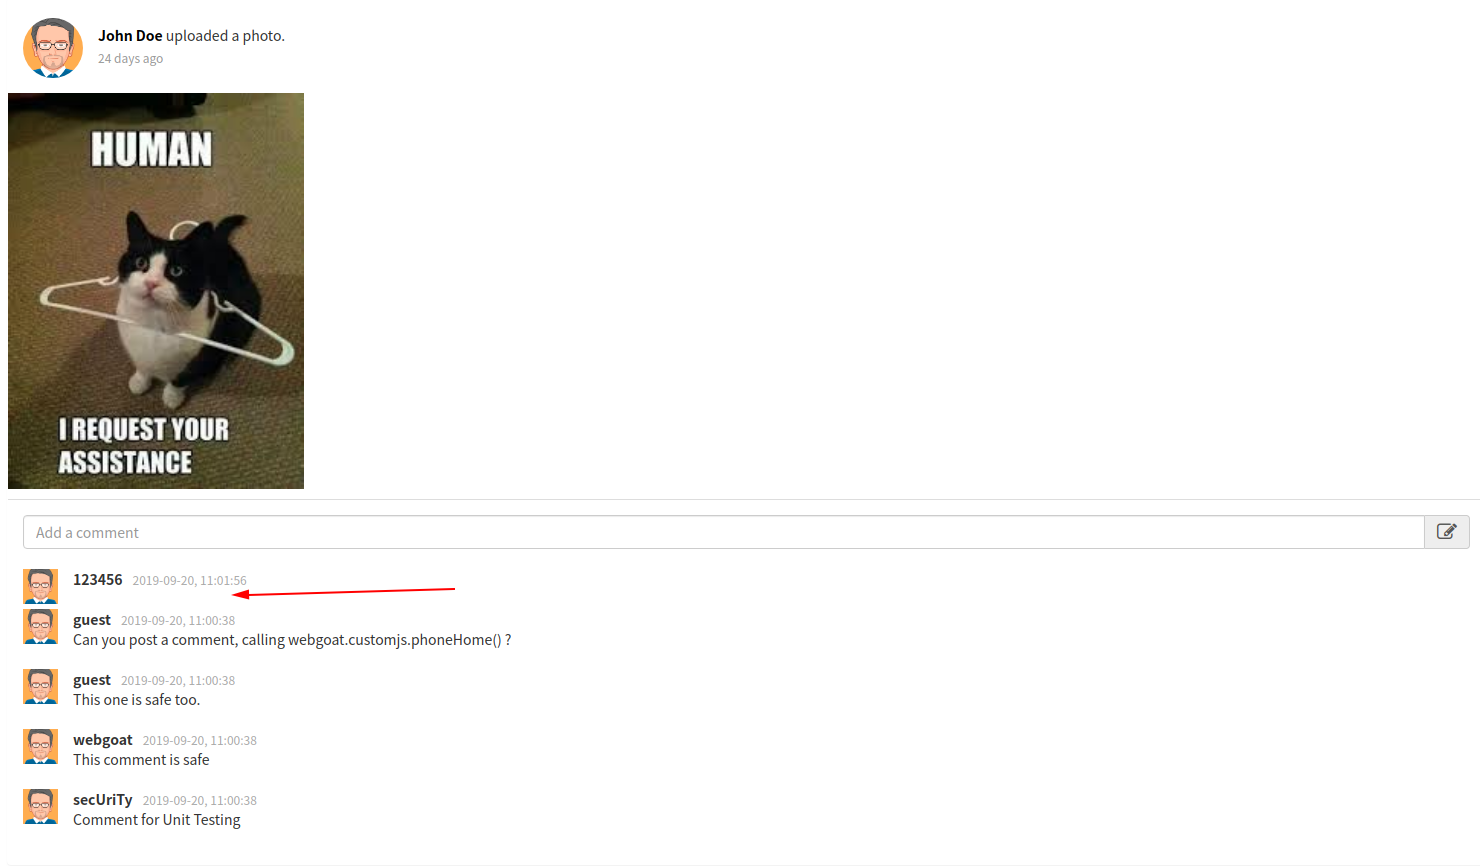 John Doe uploaded a photo.
24 days ago
HUMAN
I REQUEST YOUR
ASSISTANCE
Add a comment
123456 2019-09-20, 11:01:56
guest 2019-09-20, 11:00:38
Can you post a comment, calling webgoat.customjs.phoneHome() ?
guest 2019-09-20, 11:00:38
This one is safe too.
webgoat 2019-09-20, 11:00:38
This comment is safe
secUriTy 2019-09-20, 11:00:38
Comment for Unit Testing